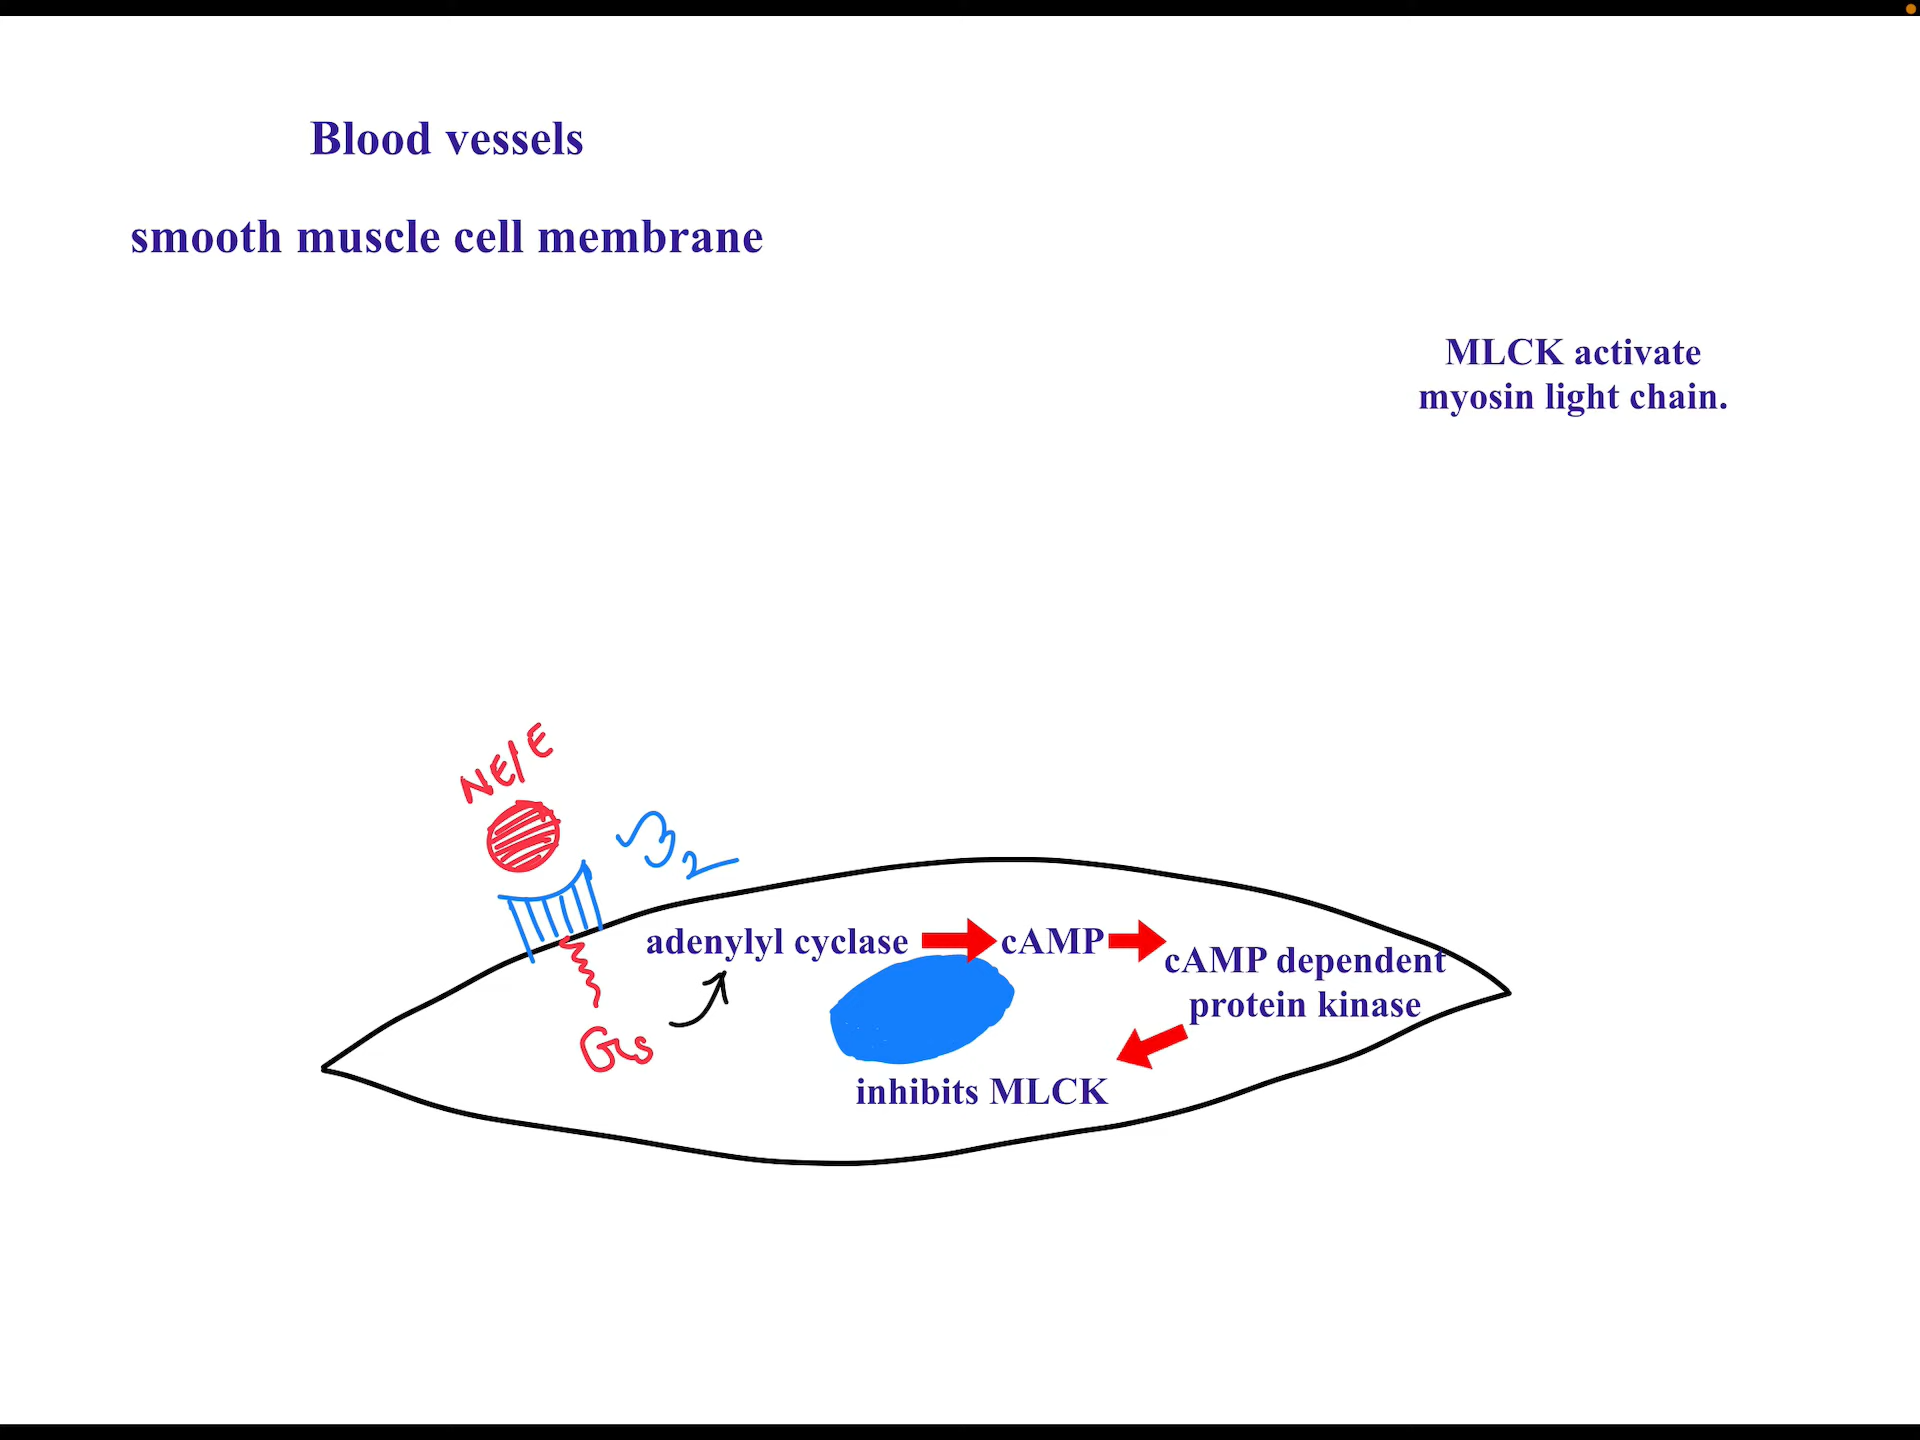 Blood vessels
smooth muscle cell membrane
MLCK activate
myosin light chain.
NE/E
β2
adenylyl cyclase
cAMP
cAMP dependent
protein kinase
Gs
inhibits MLCK